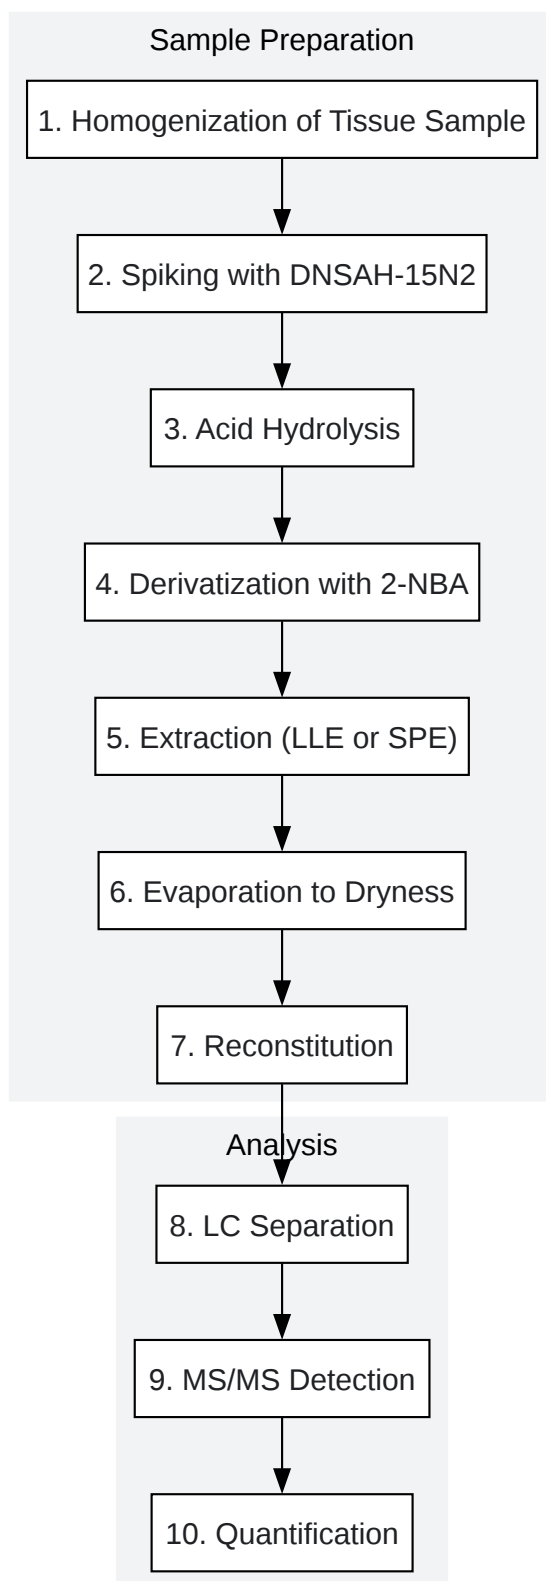 Sample Preparation
1. Homogenization of Tissue Sample
2. Spiking with DNSAH-15N2
3. Acid Hydrolysis
4. Derivatization with 2-NBA
5. Extraction (LLE or SPE)
6. Evaporation to Dryness
7. Reconstitution
Analysis
8. LC Separation
9. MS/MS Detection
10. Quantification